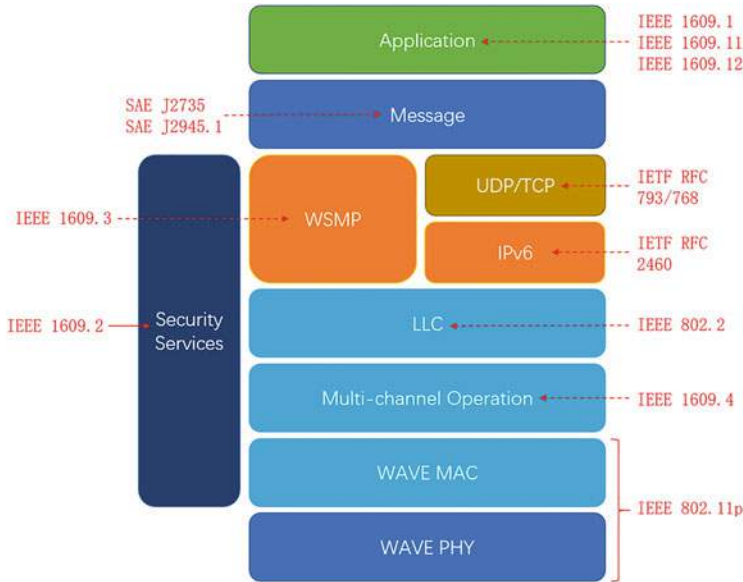 Application
IEEE 1609.1
IEEE 1609.11
IEEE 1609.12
SAE J2735
SAE J2945.1
Message
UDP/TCP
IETF RFC
793/768
IEEE 1609.3
WSMP
IPv6
IETF RFC
2460
IEEE 1609.2
Security
Services
LLC
IEEE 802.2
Multi-channel Operation
IEEE 1609.4
WAVE MAC
IEEE 802.11p
WAVE PHY